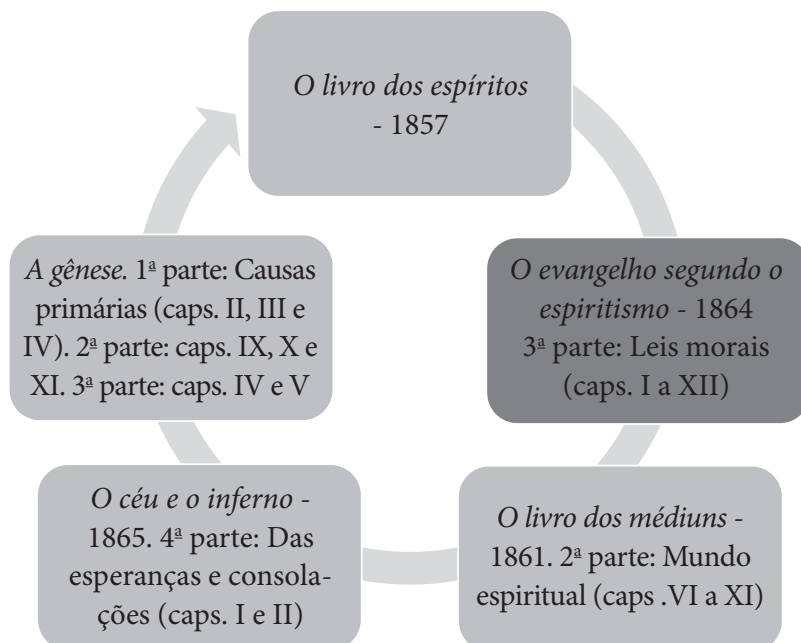 O livro dos espíritos
- 1857
O evangelho segundo o
espiritismo - 1864
3ª parte: Leis morais
(caps. I a XII)
O livro dos médiuns -
1861. 2ª parte: Mundo
espiritual (caps .VI a XI)
O céu e o inferno -
1865. 4ª parte: Das
esperanças e consola-
ções (caps. I e II)
A gênese. 1ª parte: Causas
primárias (caps. II, III e
IV). 2ª parte: caps. IX, X e
XI. 3ª parte: caps. IV e V